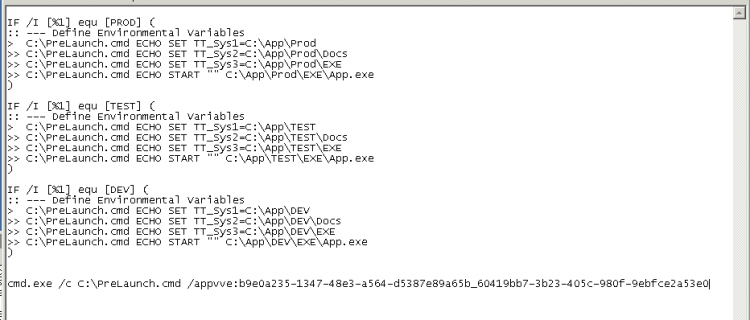 IF /I [%1] equ [PROD] (
:: --- Define Environmental Variables
>  C:\PreLaunch.cmd ECHO SET TT_Sys1=C:\App\Prod
>> C:\PreLaunch.cmd ECHO SET TT_Sys2=C:\App\Prod\Docs
>> C:\PreLaunch.cmd ECHO SET TT_Sys3=C:\App\Prod\EXE
>> C:\PreLaunch.cmd ECHO START "" C:\App\Prod\EXE\App.exe
)
IF /I [%1] equ [TEST] (
:: --- Define Environmental Variables
>  C:\PreLaunch.cmd ECHO SET TT_Sys1=C:\App\TEST
>> C:\PreLaunch.cmd ECHO SET TT_Sys2=C:\App\TEST\Docs
>> C:\PreLaunch.cmd ECHO SET TT_Sys3=C:\App\TEST\EXE
>> C:\PreLaunch.cmd ECHO START "" C:\App\TEST\EXE\App.exe
)
IF /I [%1] equ [DEV] (
:: --- Define Environmental Variables
>  C:\PreLaunch.cmd ECHO SET TT_Sys1=C:\App\DEV
>> C:\PreLaunch.cmd ECHO SET TT_Sys2=C:\App\DEV\Docs
>> C:\PreLaunch.cmd ECHO SET TT_Sys3=C:\App\DEV\EXE
>> C:\PreLaunch.cmd ECHO START "" C:\App\DEV\EXE\App.exe
)
cmd.exe /c C:\PreLaunch.cmd /appvve:b9e0a235-1347-48e3-a564-d5387e89a65b_60419bb7-3b23-405c-980f-9ebfce2a53e0